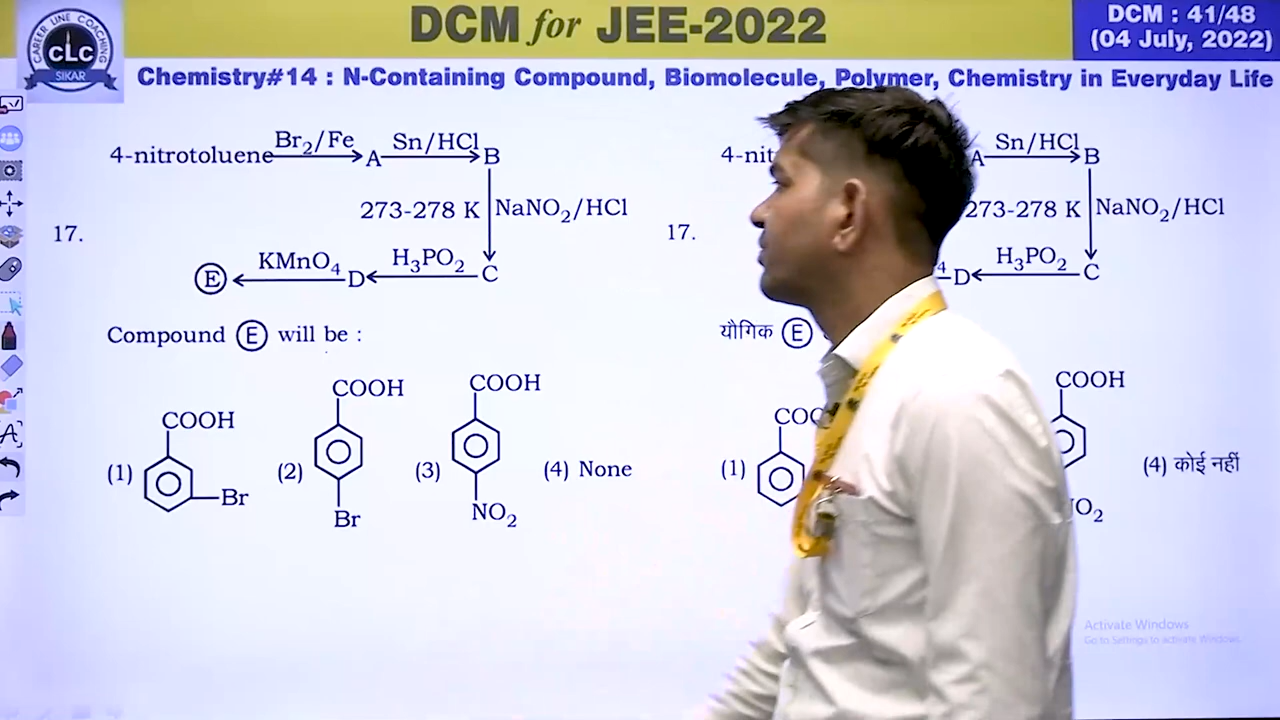 DCM for JEE-2022
DCM : 41/48
(04 July, 2022)
CAREER LINE COACHING
CLC
SIKAR
Chemistry#14 : N-Containing Compound, Biomolecule, Polymer, Chemistry in Everyday Life
17.
4-nitrotoluene Br₂/Fe A Sn/HCl B
273-278 K NaNO₂/HCl
E KMnO₄ D H₃PO₂ C
Compound E will be :
(1) COOH Br
(2) COOH Br
(3) COOH NO₂
(4) None
17.
A Sn/HCl B
273-278 K NaNO₂/HCl
4 D H₃PO₂ C
यौगिक E
(1)
COOH
(4) कोई नहीं
Activate Windows
Go to Settings to activate Windows.